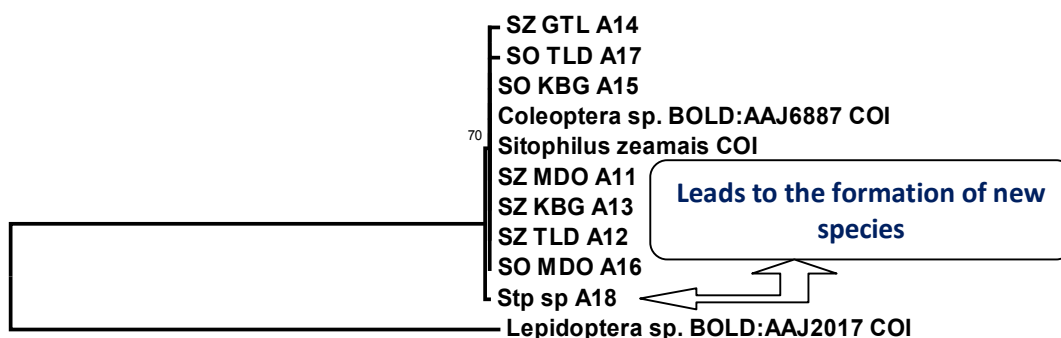 SZ GTL A14
SO TLD A17
SO KBG A15
Coleoptera sp. BOLD:AAJ6887 COI
70
Sitophilus zeamais COI
SZ MDO A11
SZ KBG A13
SZ TLD A12
SO MDO A16
Stp sp A18
Lepidoptera sp. BOLD:AAJ2017 COI
Leads to the formation of new
species